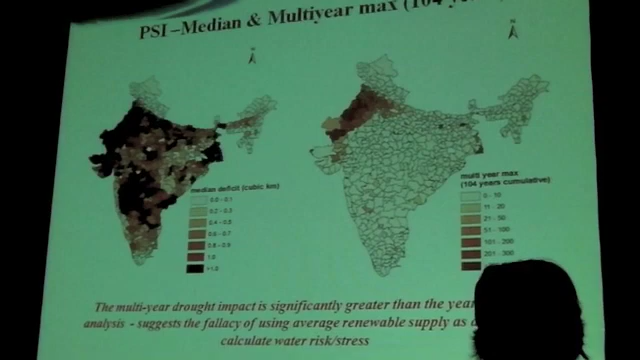 PSI –Median & Multiyear max (104
N
N
median deficit (cubic km)
0.0 - 0.1
0.2 - 0.3
0.4 - 0.5
0.6 - 0.7
0.8 - 0.9
1.0
>1.0
multi year max
(104 years cumulative)
0 - 10
11 - 20
21 - 50
51 - 100
101 - 200
201 - 300
The multi-year drought impact is significantly greater than the year
analysis - suggests the fallacy of using average renewable supply as
calculate water risk/stress